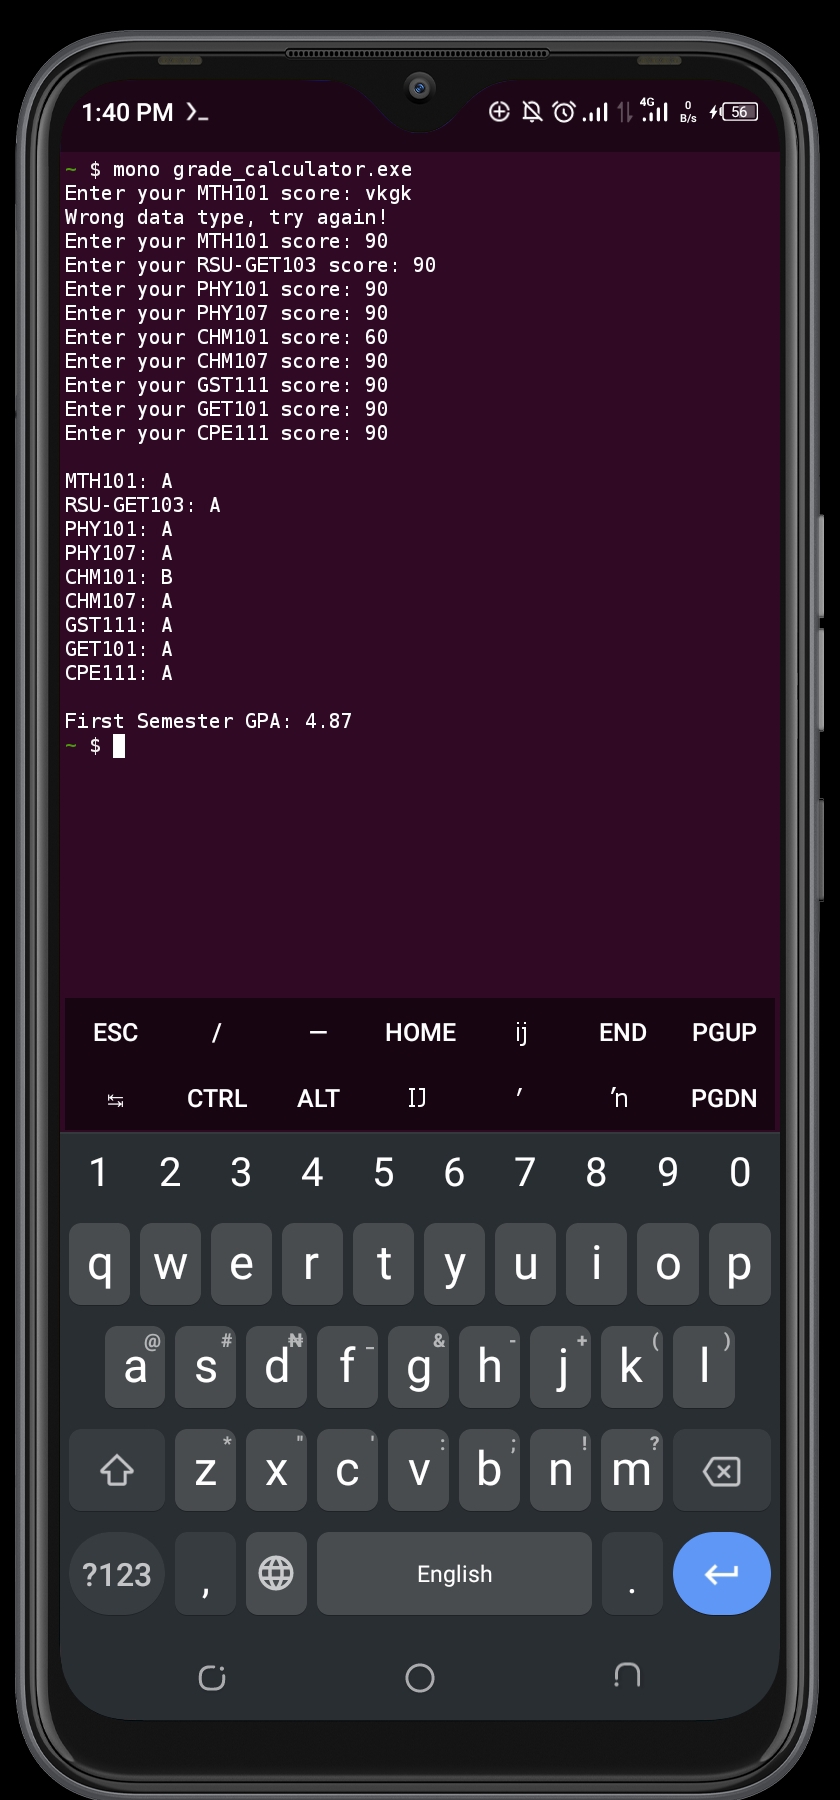 1:40 PM
4G
0 B/s
56
~ $ mono grade_calculator.exe
Enter your MTH101 score: vkgk
Wrong data type, try again!
Enter your MTH101 score: 90
Enter your RSU-GET103 score: 90
Enter your PHY101 score: 90
Enter your PHY107 score: 90
Enter your CHM101 score: 60
Enter your CHM107 score: 90
Enter your GST111 score: 90
Enter your GET101 score: 90
Enter your CPE111 score: 90
MTH101: A
RSU-GET103: A
PHY101: A
PHY107: A
CHM101: B
CHM107: A
GST111: A
GET101: A
CPE111: A
First Semester GPA: 4.87
~ $
ESC / — HOME ij END PGUP
↹ CTRL ALT IJ ′ ŉ PGDN
1 2 3 4 5 6 7 8 9 0
q w e r t y u i o p
@ # ₦ _ & - + ( )
a s d f g h j k l
* " ' : ; ! ?
z x c v b n m
?123 , English .